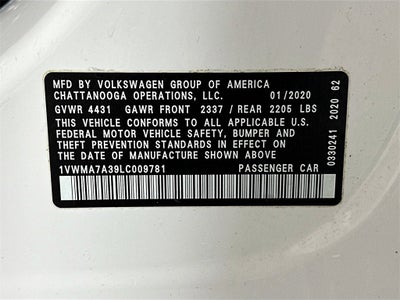 MFD BY VOLKSWAGEN GROUP OF AMERICA
CHATTANOOGA OPERATIONS, LLC. 01/2020
GVWR 4431 GAWR FRONT 2337 / REAR 2205 LBS
THIS VEHICLE CONFORMS TO ALL APPLICABLE U.S.
FEDERAL MOTOR VEHICLE SAFETY, BUMPER AND
THEFT PREVENTION STANDARDS IN EFFECT ON THE
DATE OF MANUFACTURE SHOWN ABOVE.
1VWMA7A39LC009781 PASSENGER CAR
0330241 2020 62